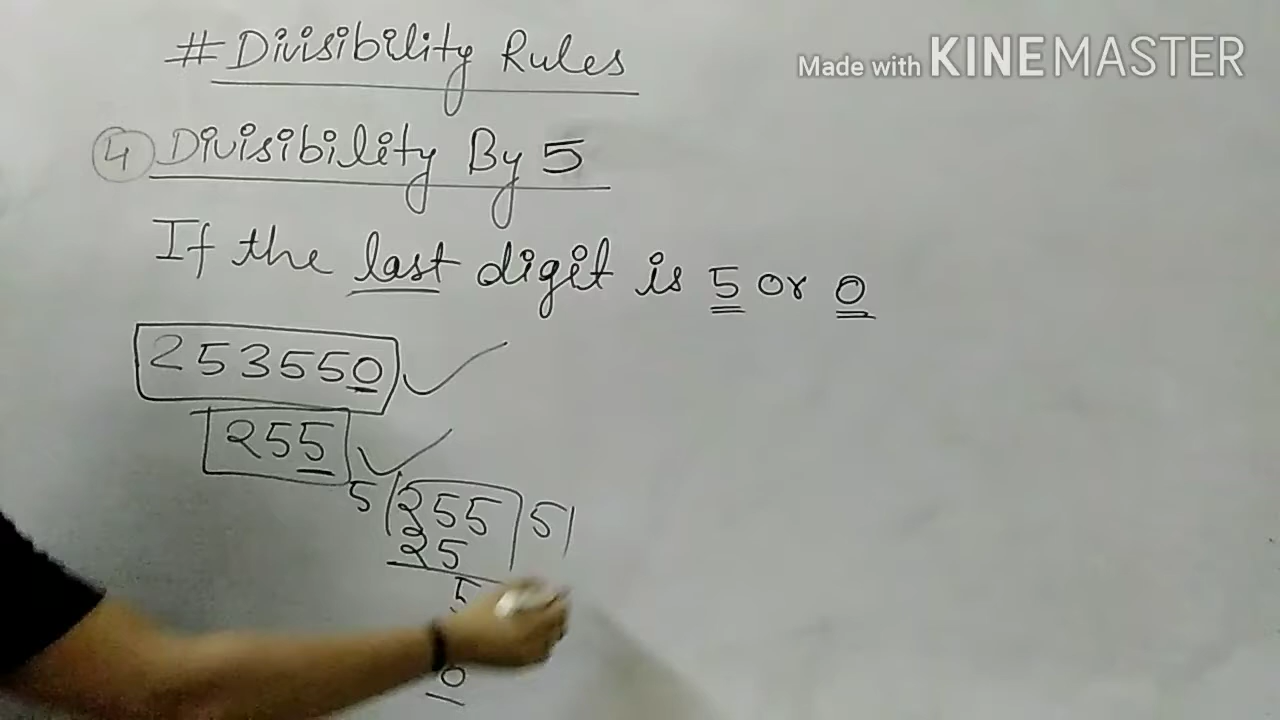 # Divisibility Rules
Made with KINEMASTER
4 Divisibility By 5
If the last digit is 5 or 0
253550 ✓
255 ✓
5 255 51
25
5
0